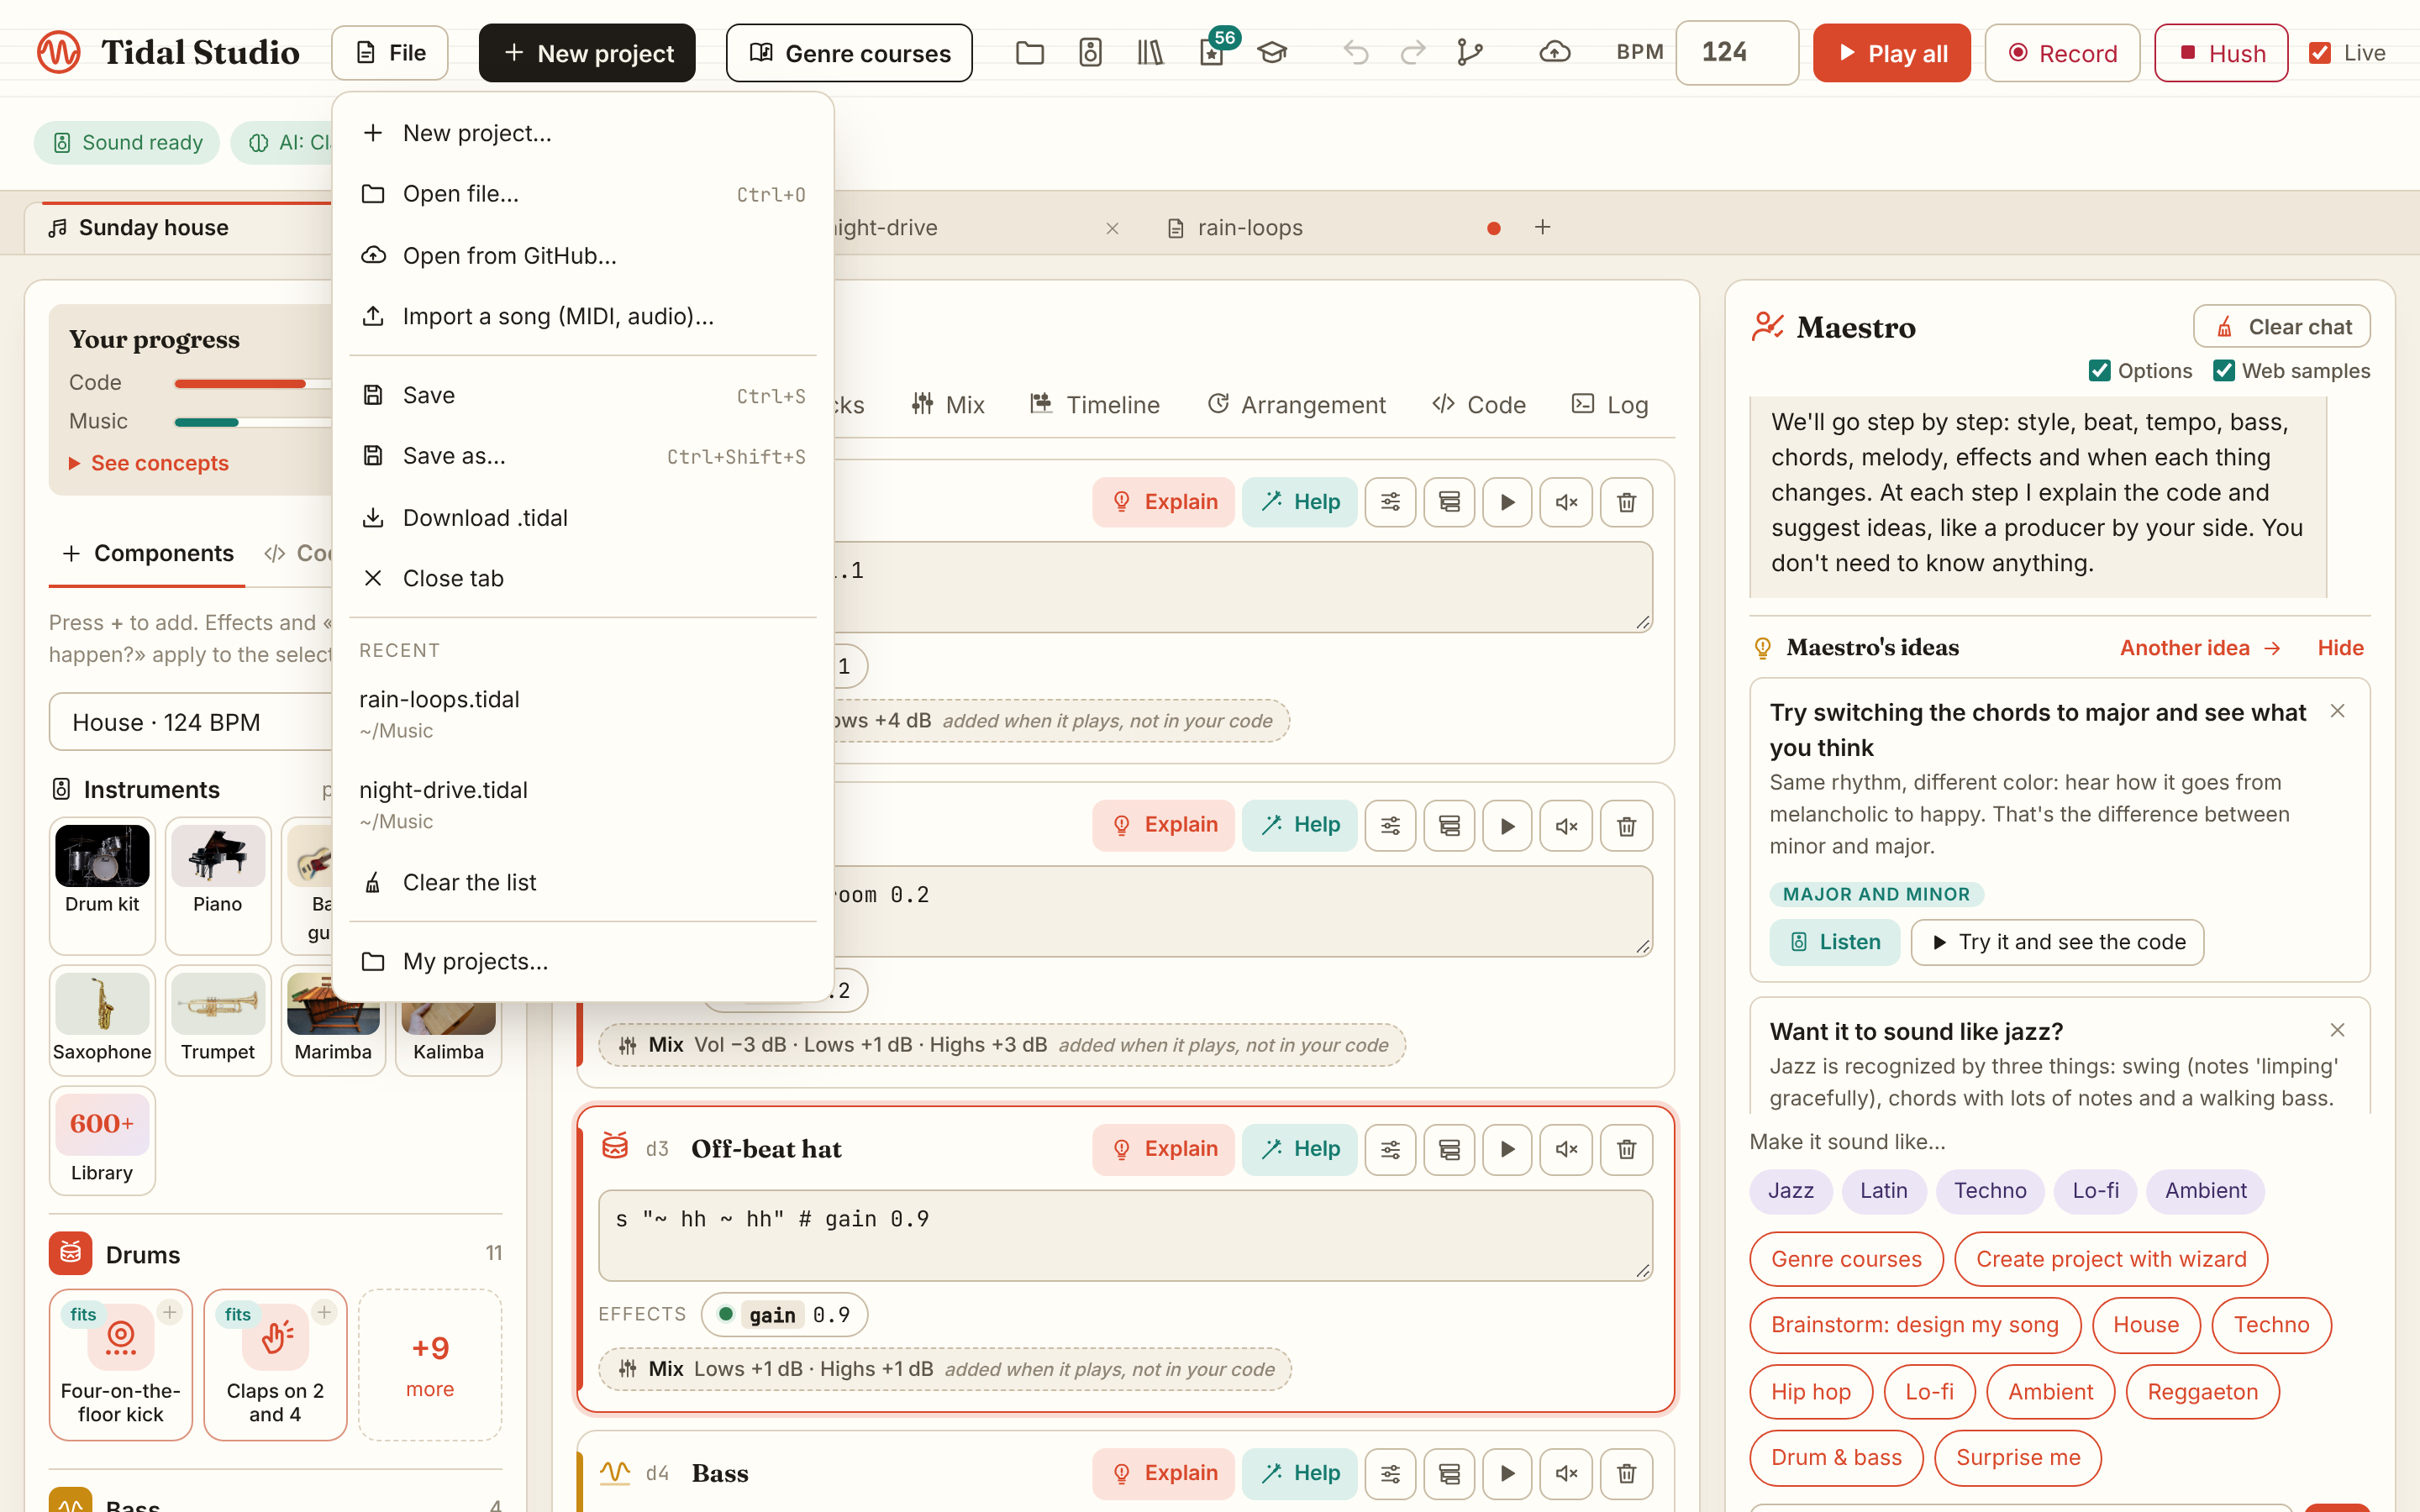 Tidal Studio
File
New project
Genre courses
56
BPM
124
Play all
Record
Hush
Live
Sound ready
AI:
Sunday house
night-drive
rain-loops
New project...
Open file... Ctrl+O
Open from GitHub...
Import a song (MIDI, audio)...
Save Ctrl+S
Save as... Ctrl+Shift+S
Download .tidal
Close tab
RECENT
rain-loops.tidal
~/Music
night-drive.tidal
~/Music
Clear the list
My projects...
Your progress
Code
Music
See concepts
Components
Press + to add. Effects and
happen?» apply to the
House · 124 BPM
Instruments
Drum kit
Piano
Saxophone
Trumpet
Marimba
Kalimba
600+
Library
Drums 11
fits
Four-on-the-
floor kick
fits
Claps on 2
and 4
+9
more
Bass 4
Mix
Timeline
Arrangement
Code
Log
Explain
Help
+4 dB added when it plays, not in your code
Explain
Help
room 0.2
Mix Vol −3 dB · Lows +1 dB · Highs +3 dB added when it plays, not in your code
d3 Off-beat hat
Explain
Help
s "~ hh ~ hh" # gain 0.9
EFFECTS gain 0.9
Mix Lows +1 dB · Highs +1 dB added when it plays, not in your code
d4 Bass
Explain
Help
Maestro
Clear chat
Options
Web samples
We'll go step by step: style, beat, tempo, bass,
chords, melody, effects and when each thing
changes. At each step I explain the code and
suggest ideas, like a producer by your side. You
don't need to know anything.
Maestro's ideas
Another idea →
Hide
Try switching the chords to major and see what
you think
Same rhythm, different color: hear how it goes from
melancholic to happy. That's the difference between
minor and major.
MAJOR AND MINOR
Listen
Try it and see the code
Want it to sound like jazz?
Jazz is recognized by three things: swing (notes 'limping'
gracefully), chords with lots of notes and a walking bass.
Make it sound like...
Jazz
Latin
Techno
Lo-fi
Ambient
Genre courses
Create project with wizard
Brainstorm: design my song
House
Techno
Hip hop
Lo-fi
Ambient
Reggaeton
Drum & bass
Surprise me